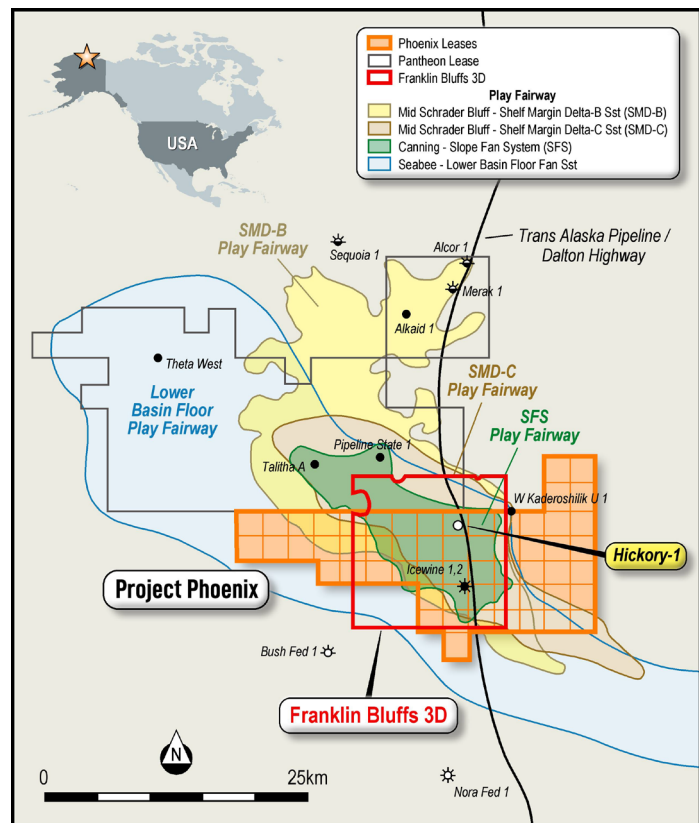 USA
Phoenix Leases
Pantheon Lease
Franklin Bluffs 3D
Play Fairway
Mid Schrader Bluff - Shelf Margin Delta-B Sst (SMD-B)
Mid Schrader Bluff - Shelf Margin Delta-C Sst (SMD-C)
Canning - Slope Fan System (SFS)
Seabee - Lower Basin Floor Fan Sst
SMD-B
Play Fairway
Sequoia 1
Alcor 1
Trans Alaska Pipeline /
Dalton Highway
Merak 1
Alkaid 1
Theta West
Lower
Basin Floor
Play Fairway
SMD-C
Play Fairway
SFS
Play Fairway
Pipeline State 1
Talitha A
W Kaderoshilik U 1
Hickory-1
Icewine 1,2
Project Phoenix
Bush Fed 1
Franklin Bluffs 3D
N
0
25km
Nora Fed 1